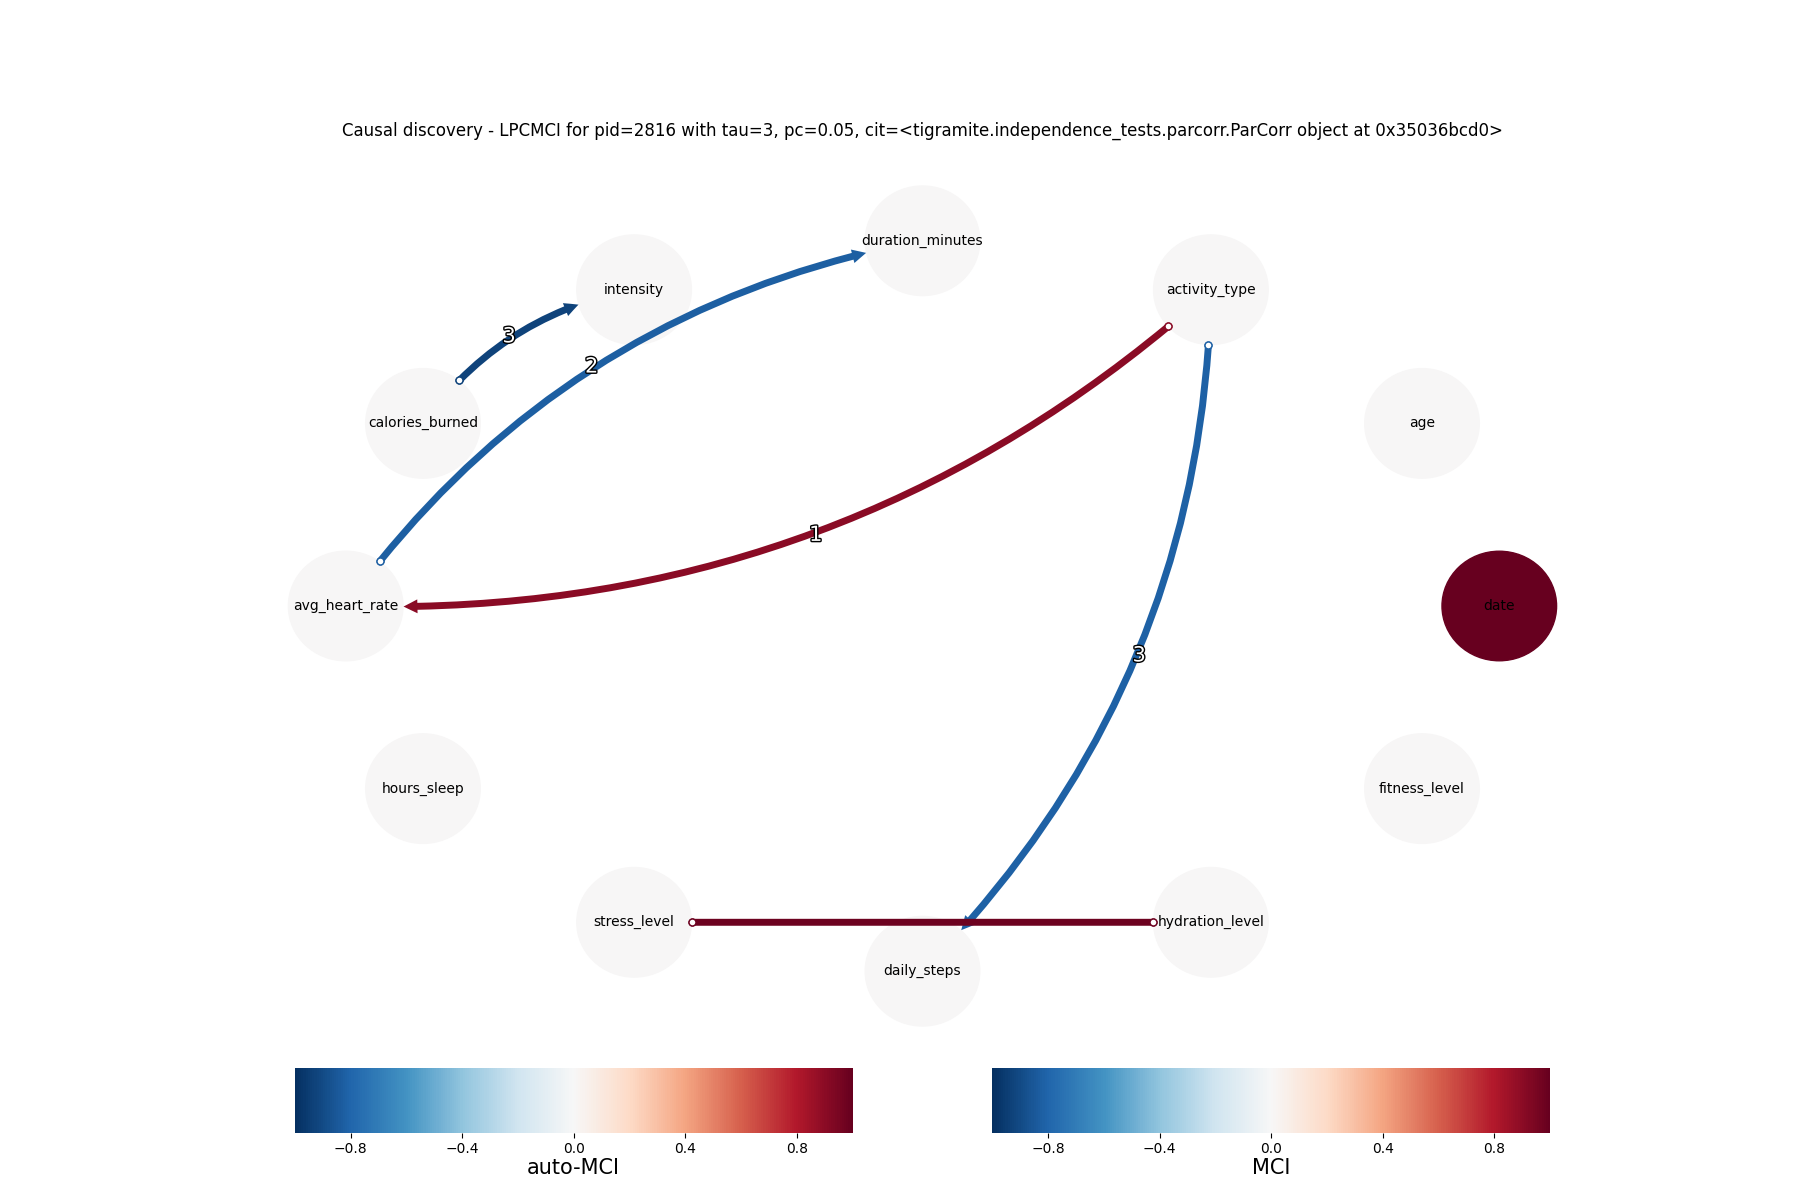 Causal discovery - LPCMCI for pid=2816 with tau=3, pc=0.05, cit=<tigramite.independence_tests.parcorr.ParCorr object at 0x35036bcd0>
duration_minutes
intensity
activity_type
3
2
calories_burned
age
1
avg_heart_rate
date
3
hours_sleep
fitness_level
stress_level
hydration_level
daily_steps
−0.8 −0.4 0.0 0.4 0.8
auto-MCI
−0.8 −0.4 0.0 0.4 0.8
MCI